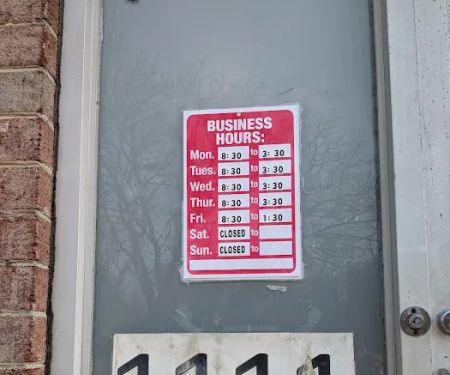 BUSINESS
HOURS:
Mon. 8:30 to 3:30
Tues. 8:30 to 3:30
Wed. 8:30 to 3:30
Thur. 8:30 to 3:30
Fri. 8:30 to 1:30
Sat. CLOSED to
Sun. CLOSED to
1111